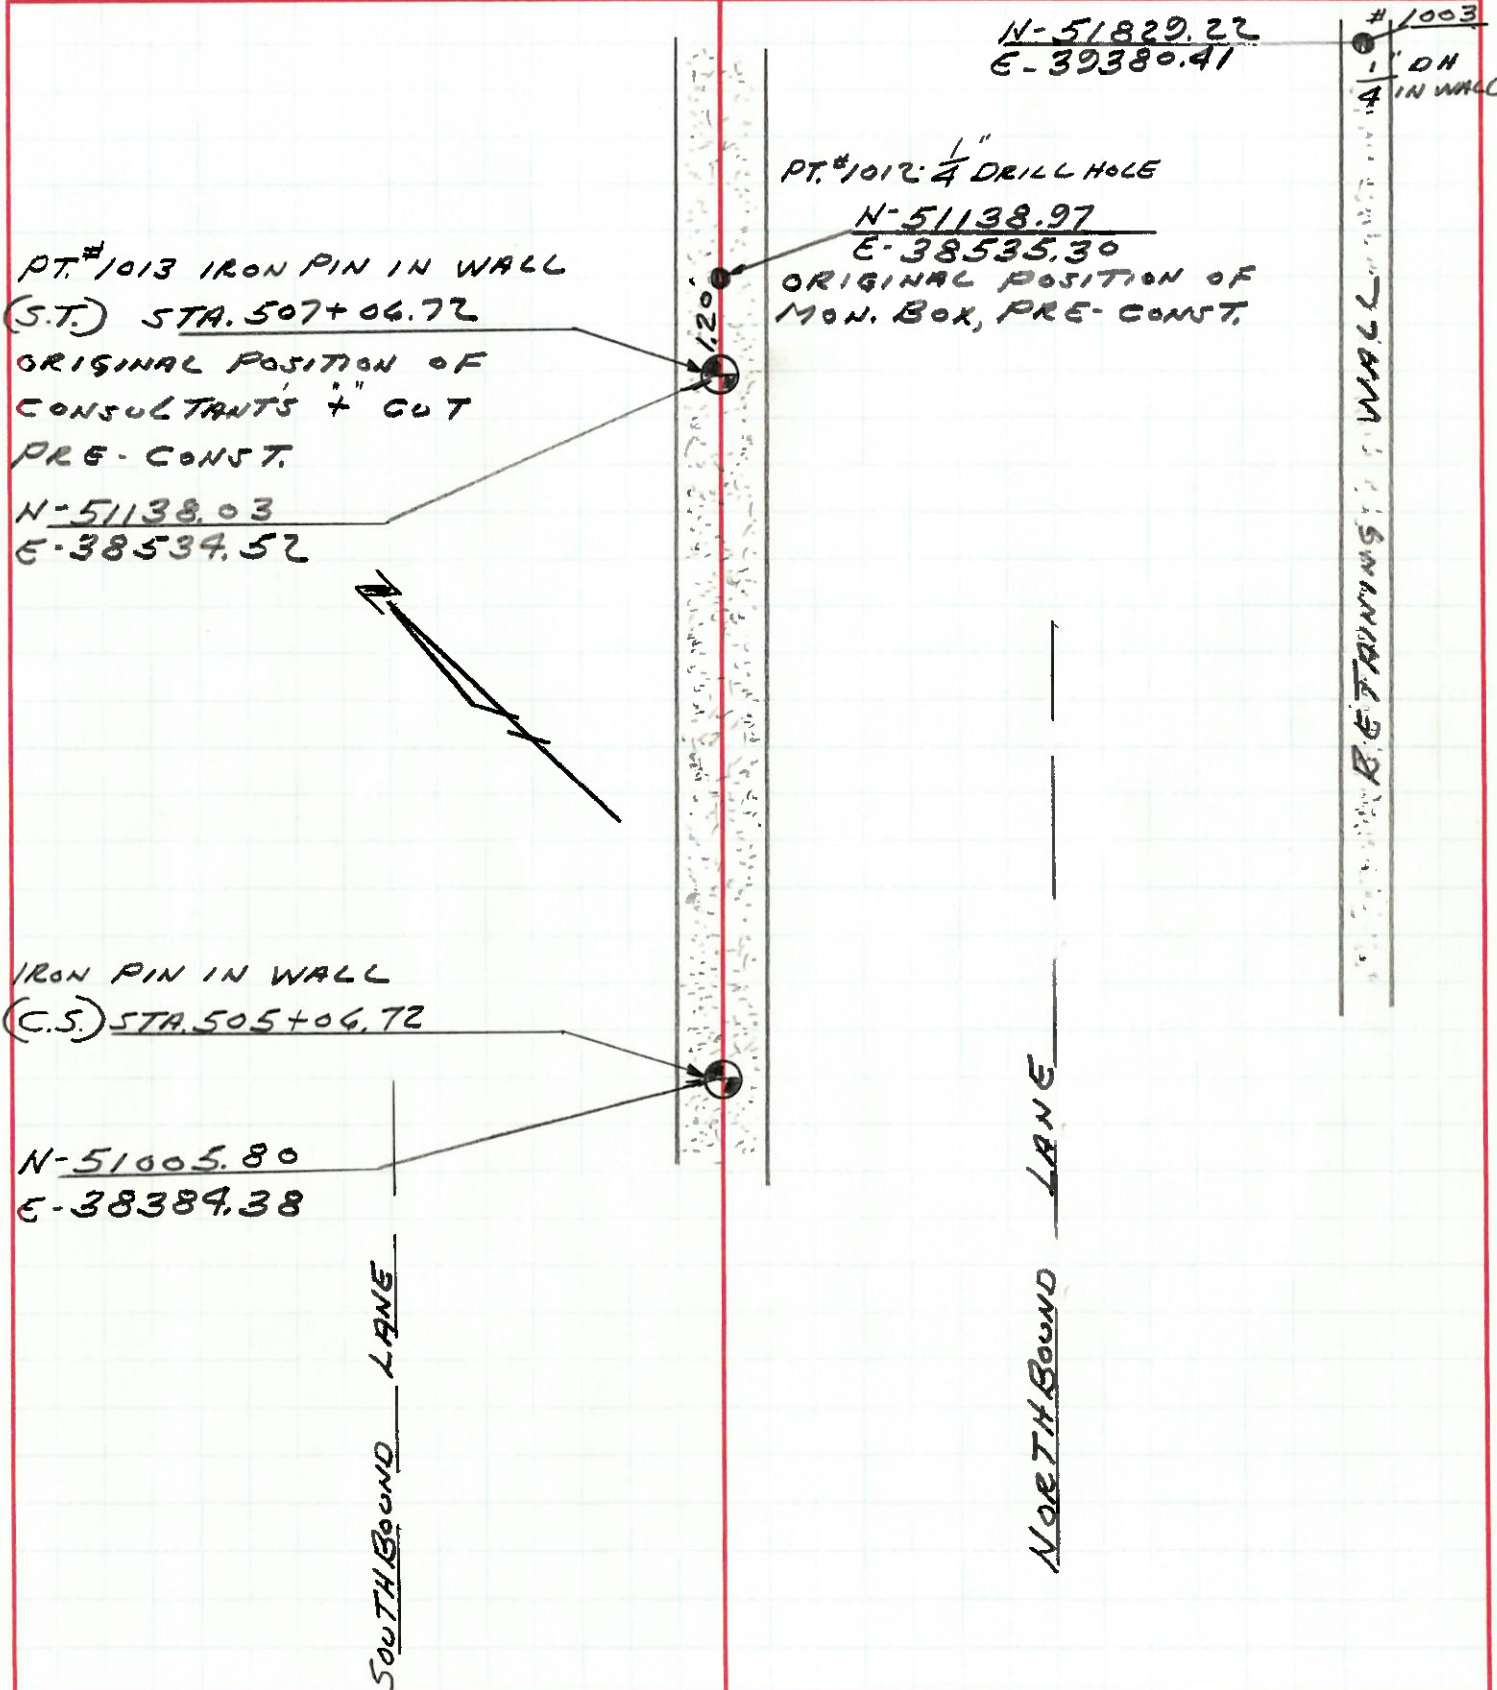 N-51829.22
E-39380.41
# 1003
1/4" DH
IN WALL
PT.#1012 1/4" DRILL HOLE
N-51138.97
E-38535.30
ORIGINAL POSITION OF
MON. BOX, PRE-CONST.
PT.#1013 IRON PIN IN WALL
(S.T.) STA. 507+06.72
ORIGINAL POSITION OF
CONSULTANT'S "+" CUT
PRE-CONST.
N-51138.03
E-38534.52
1.20'
N
RETAINING WALL
IRON PIN IN WALL
(C.S.) STA. 505+06.72
N-51005.80
E-38384.38
SOUTHBOUND LANE
NORTHBOUND LANE